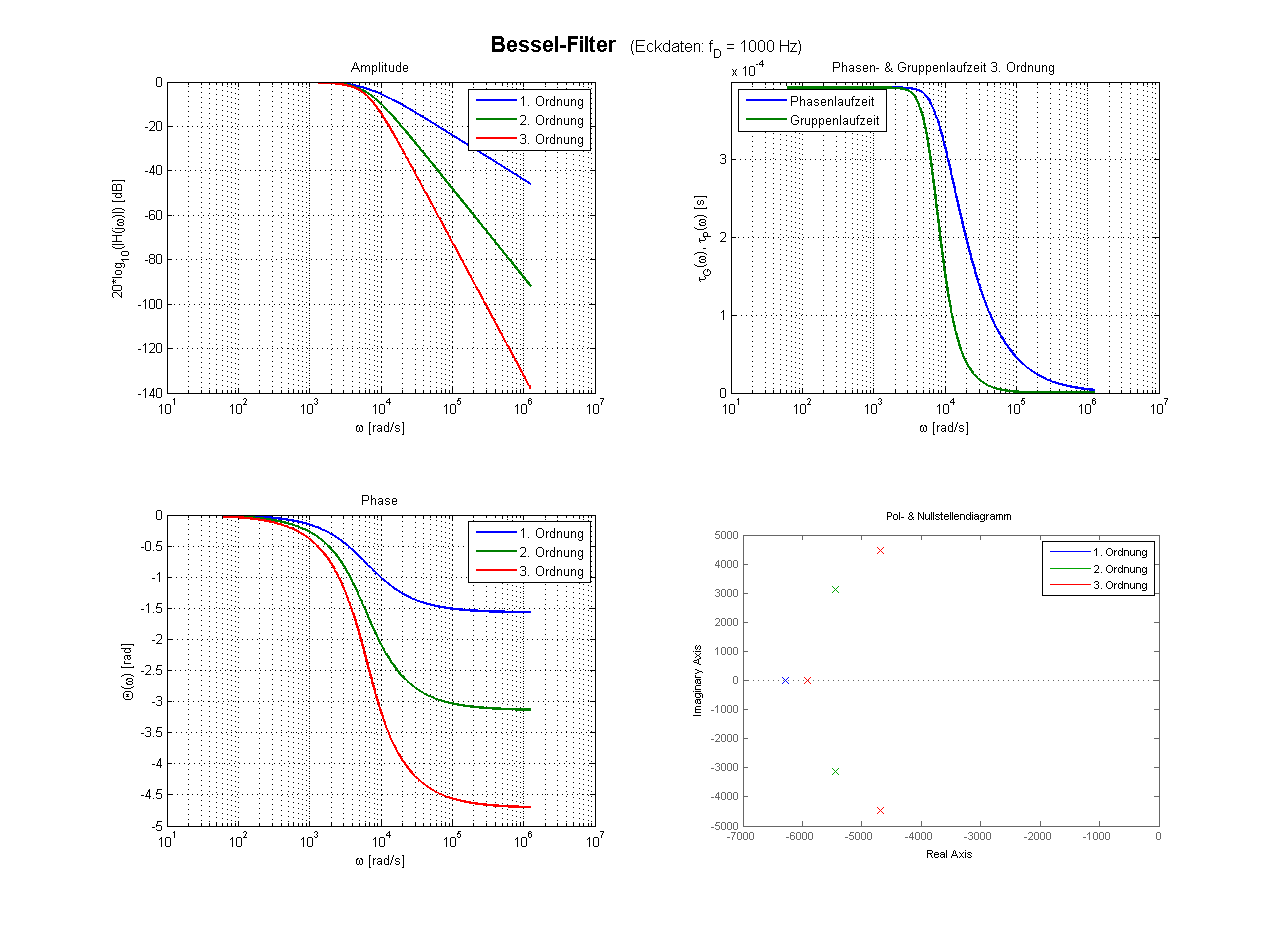 Bessel-Filter (Eckdaten: f_D = 1000 Hz)
Amplitude
20*log_10(|H(iω)|) [dB]
0
-20
-40
-60
-80
-100
-120
-140
10^1 10^2 10^3 10^4 10^5 10^6 10^7
ω [rad/s]
1. Ordnung
2. Ordnung
3. Ordnung
Phasen- & Gruppenlaufzeit 3. Ordnung
x 10^-4
τ_G(ω), τ_P(ω) [s]
3
2
1
0
10^1 10^2 10^3 10^4 10^5 10^6 10^7
ω [rad/s]
Phasenlaufzeit
Gruppenlaufzeit
Phase
Θ(ω) [rad]
0
-0.5
-1
-1.5
-2
-2.5
-3
-3.5
-4
-4.5
-5
10^1 10^2 10^3 10^4 10^5 10^6 10^7
ω [rad/s]
1. Ordnung
2. Ordnung
3. Ordnung
Pol- & Nullstellendiagramm
Imaginary Axis
5000
4000
3000
2000
1000
0
-1000
-2000
-3000
-4000
-5000
-7000 -6000 -5000 -4000 -3000 -2000 -1000 0
Real Axis
1. Ordnung
2. Ordnung
3. Ordnung